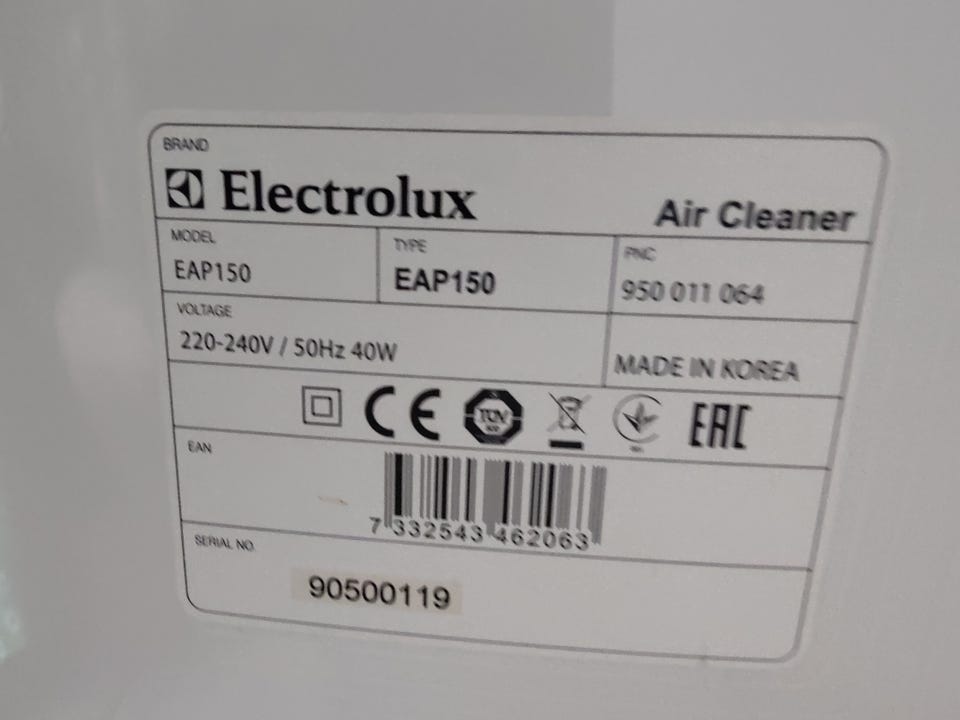 BRAND
Electrolux
Air Cleaner
MODEL
EAP150
TYPE
EAP150
PNC
950 011 064
VOLTAGE
220-240V / 50Hz 40W
MADE IN KOREA
CE TÜV EAC
EAN
7 332543 462063
SERIAL NO.
90500119